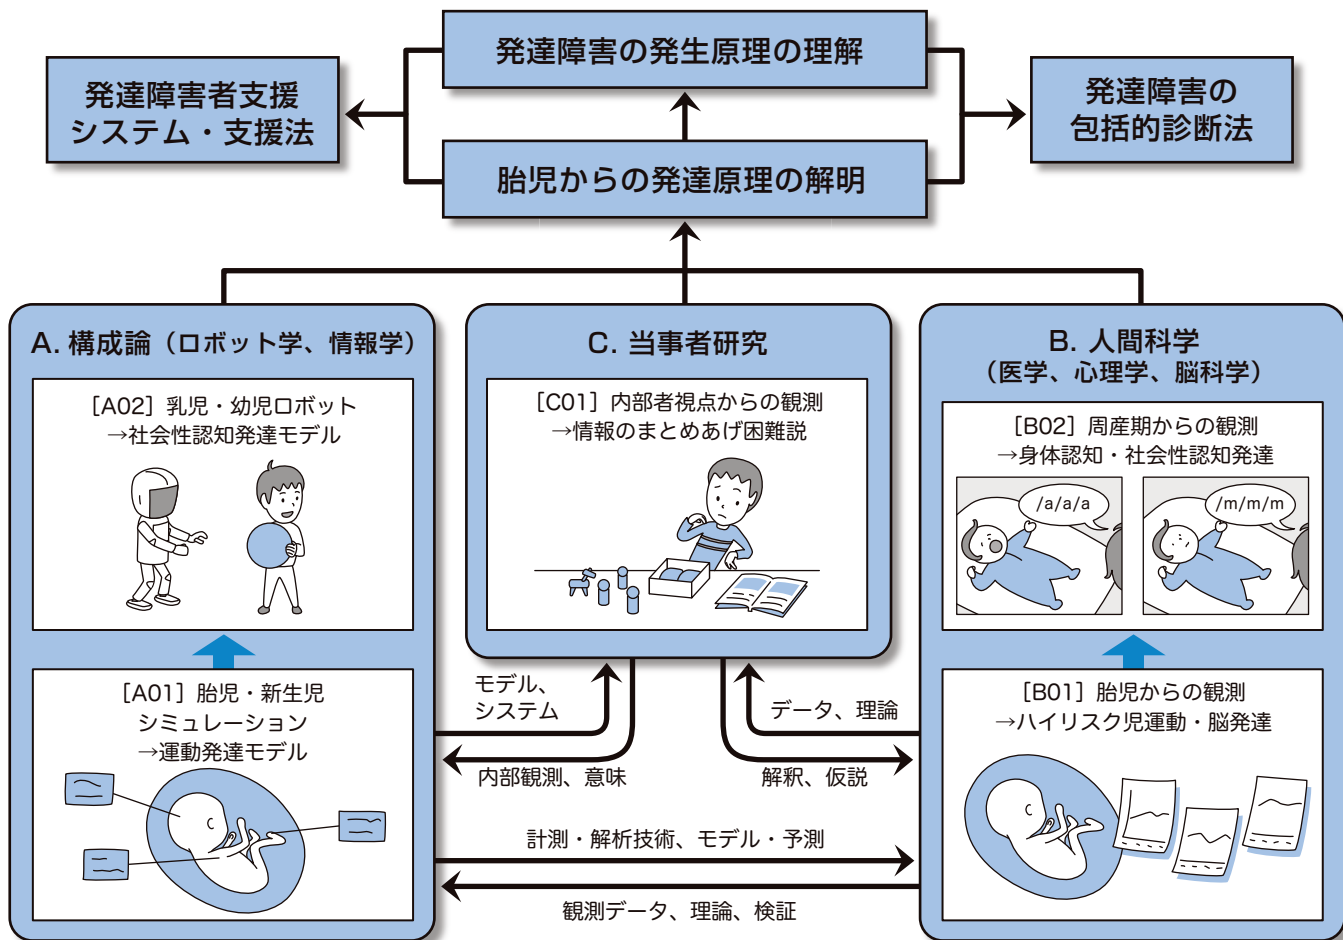 発達障害の発生原理の理解
発達障害者支援
システム・支援法
発達障害の
包括的診断法
胎児からの発達原理の解明
A. 構成論（ロボット学、情報学）
［A02］乳児・幼児ロボット
→社会性認知発達モデル
［A01］胎児・新生児
シミュレーション
→運動発達モデル
C. 当事者研究
［C01］内部者視点からの観測
→情報のまとめあげ困難説
B. 人間科学
（医学、心理学、脳科学）
［B02］周産期からの観測
→身体認知・社会性認知発達
/a/a/a
/m/m/m
［B01］胎児からの観測
→ハイリスク児運動・脳発達
モデル、
システム
内部観測、意味
データ、理論
解釈、仮説
計測・解析技術、モデル・予測
観測データ、理論、検証